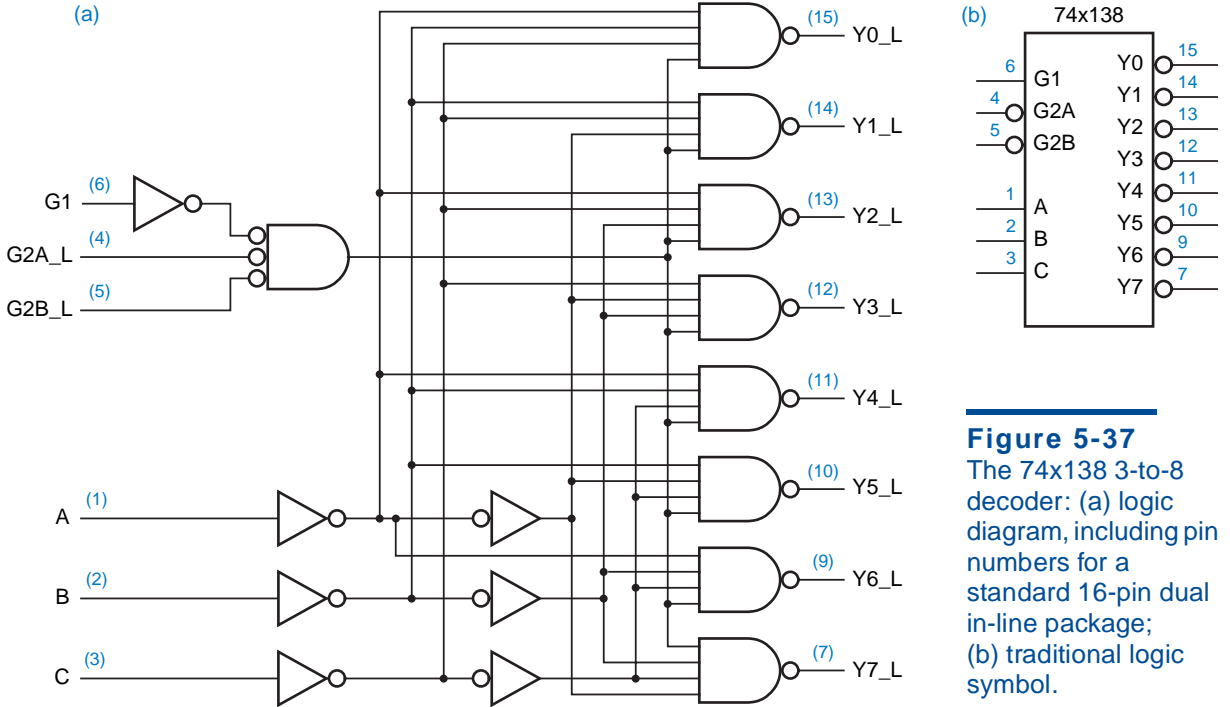 (a)
(15)
Y0_L
(14)
Y1_L
(6)
G1
(13)
Y2_L
(4)
G2A_L
(5)
G2B_L
(12)
Y3_L
(11)
Y4_L
(10)
Y5_L
(1)
A
(9)
Y6_L
(2)
B
(3)
C
(7)
Y7_L
(b)
74x138
6
G1
4
G2A
5
G2B
1
A
2
B
3
C
Y0
15
Y1
14
Y2
13
Y3
12
Y4
11
Y5
10
Y6
9
Y7
7
Figure 5-37
The 74x138 3-to-8
decoder: (a) logic
diagram, including pin
numbers for a
standard 16-pin dual
in-line package;
(b) traditional logic
symbol.